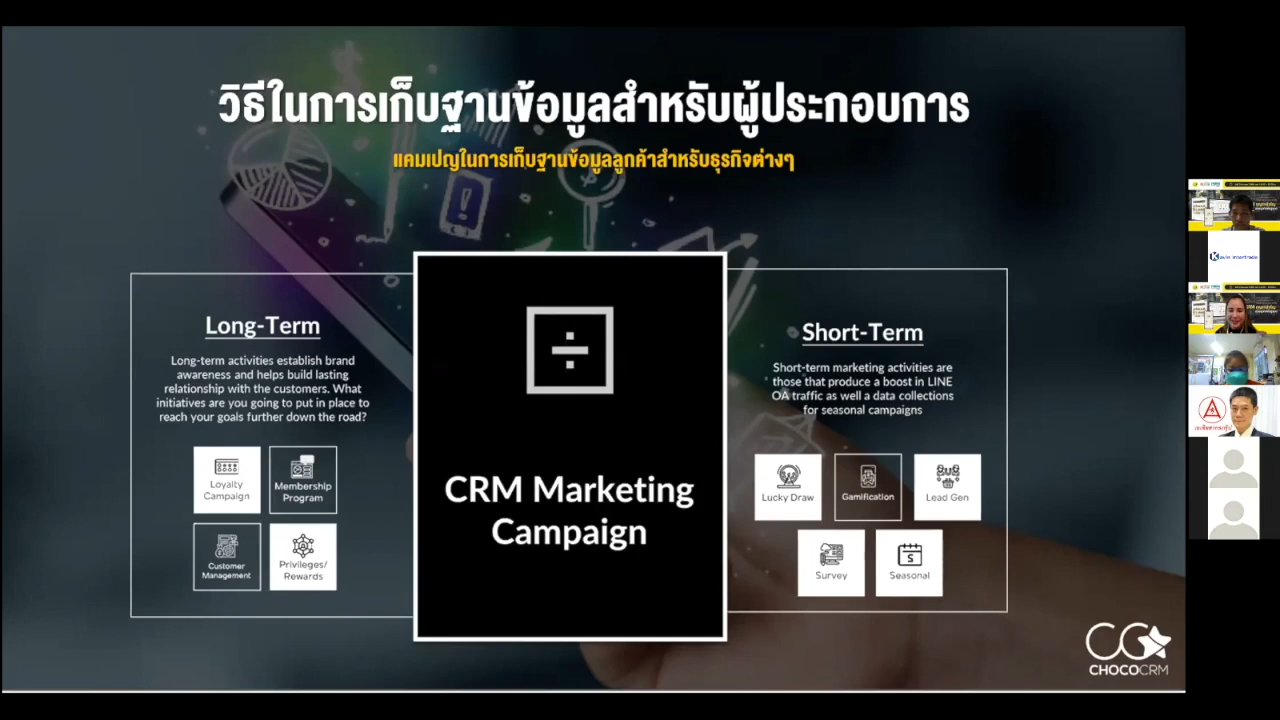 วิธีในการเก็บฐานข้อมูลสำหรับผู้ประกอบการ
แคมเปญในการเก็บฐานข้อมูลลูกค้าสำหรับธุรกิจต่างๆ
Long-Term
Long-term activities establish brand
awareness and helps build lasting
relationship with the customers. What
initiatives are you going to put in place to
reach your goals further down the road?
Loyalty
Campaign
Membership
Program
Customer
Management
Privileges/
Rewards
CRM Marketing
Campaign
Short-Term
Short-term marketing activities are
those that produce a boost in LINE
OA traffic as well a data collections
for seasonal campaigns
Lucky Draw
Gamification
Lead Gen
Survey
Seasonal
CHOCOCRM
Kavin Intertrade